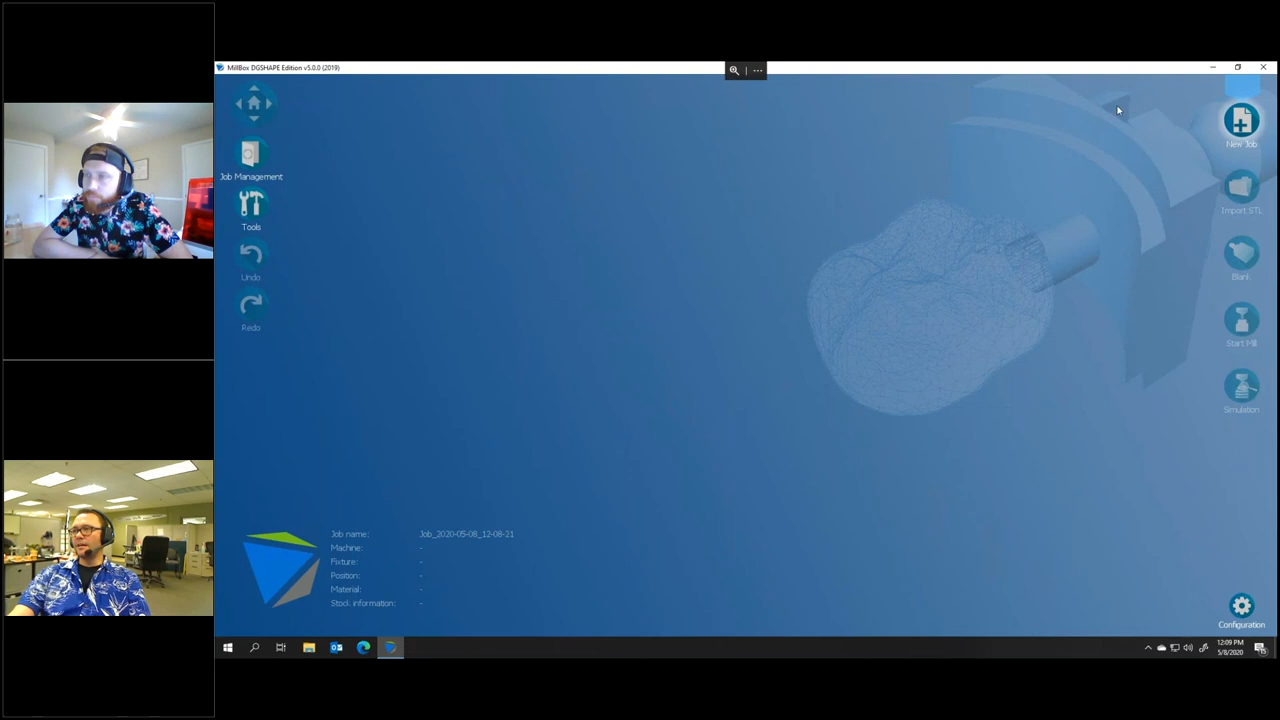 MillBox DGSHAPE Edition v5.0.0 (2019)
Job Management
Tools
Undo
Redo
New Job
Import STL
Blank
Start Mill
Simulation
Configuration
Job name: Job_2020-05-08_12-08-21
Machine: -
Fixture: -
Position: -
Material: -
Stock information: -
12:09 PM
5/8/2020